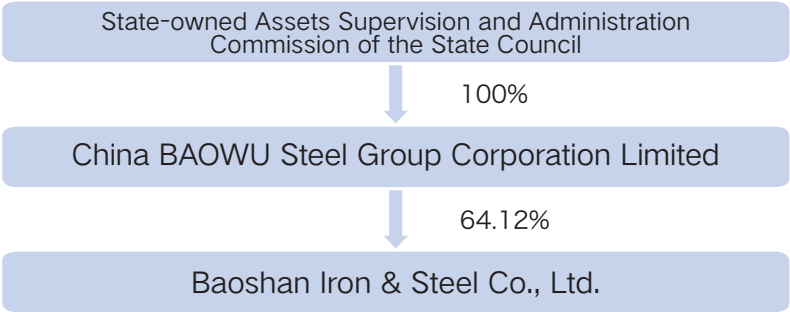 State-owned Assets Supervision and Administration
Commission of the State Council
100%
China BAOWU Steel Group Corporation Limited
64.12%
Baoshan Iron & Steel Co., Ltd.